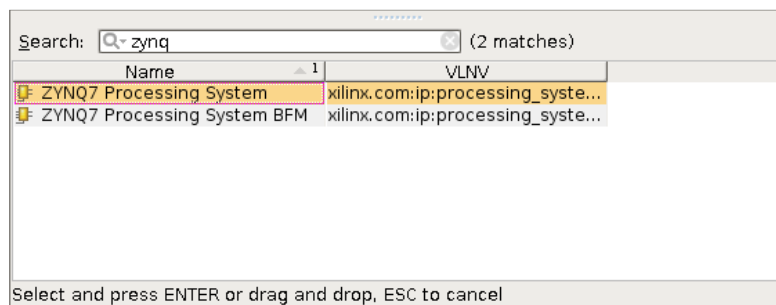 Search: zynq (2 matches)
Name 1 VLNV
ZYNQ7 Processing System xilinx.com:ip:processing_syste...
ZYNQ7 Processing System BFM xilinx.com:ip:processing_syste...
Select and press ENTER or drag and drop, ESC to cancel